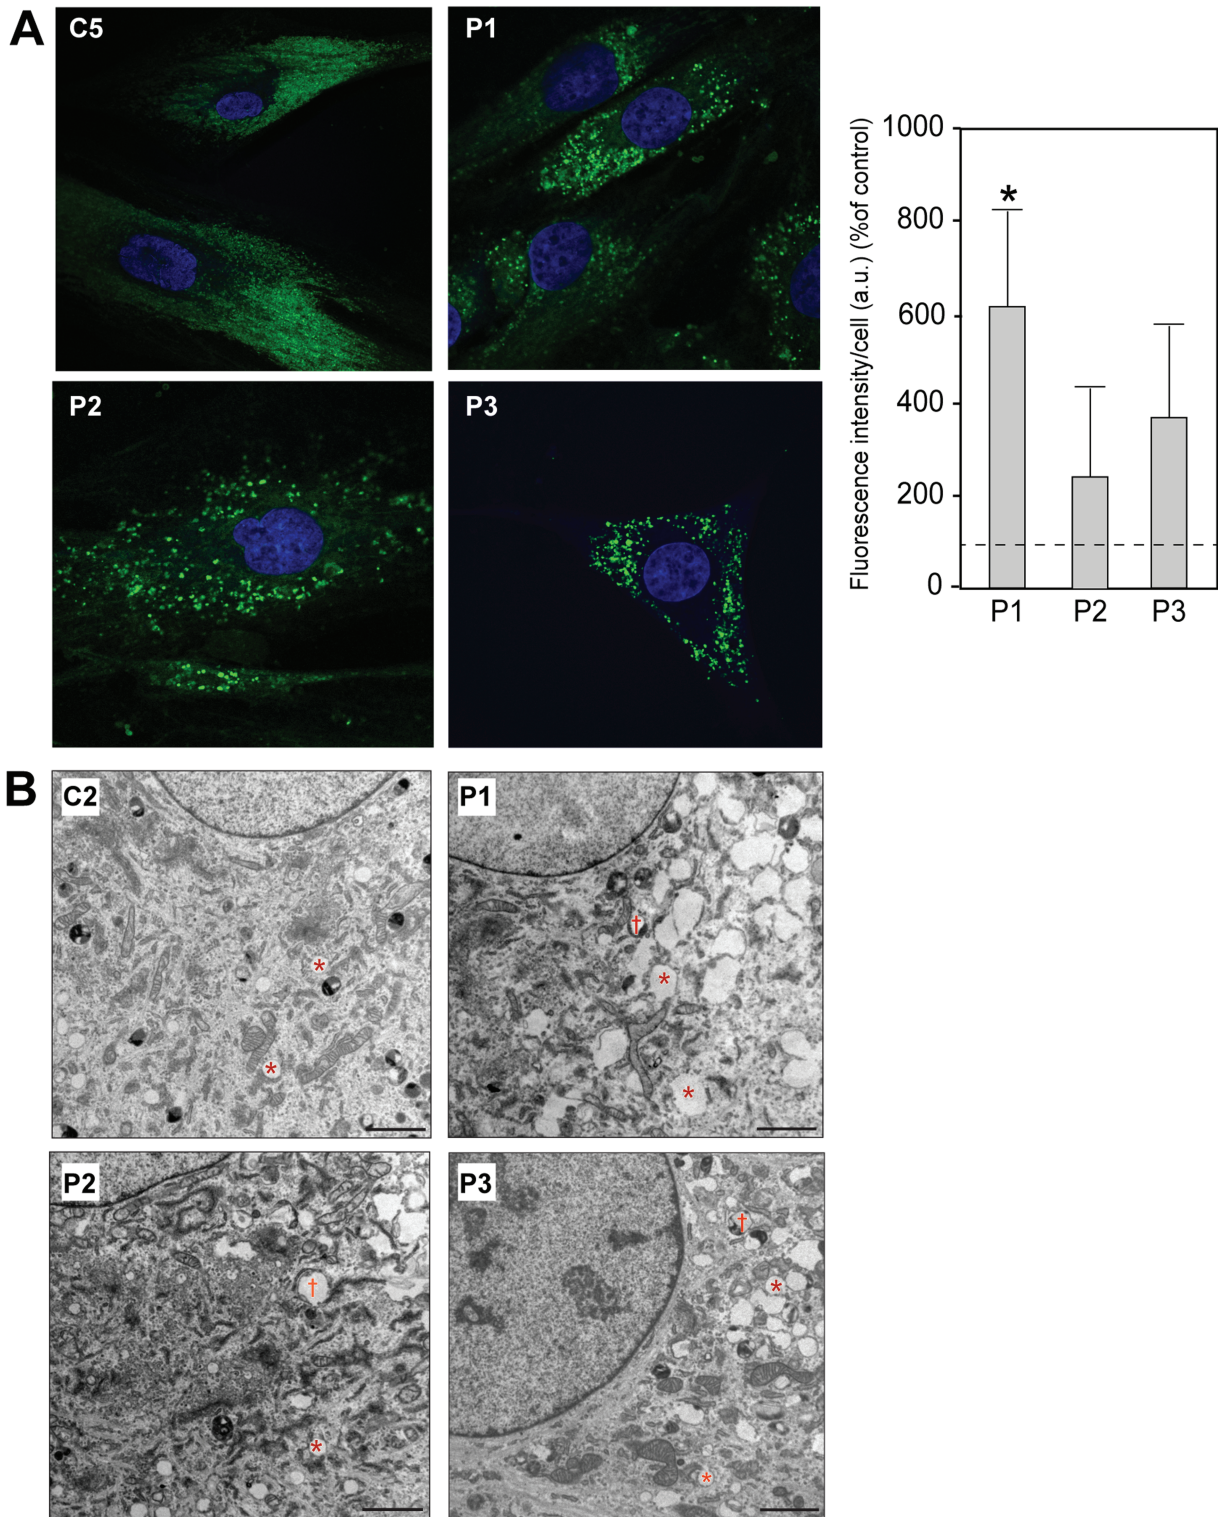 A
C5
P1
P2
P3
Fluorescence intensity/cell (a.u.) (%of control)
1000
800
600
400
200
0
*
P1 P2 P3
B
C2
*
*
P1
†
*
*
P2
†
*
P3
†
*
*